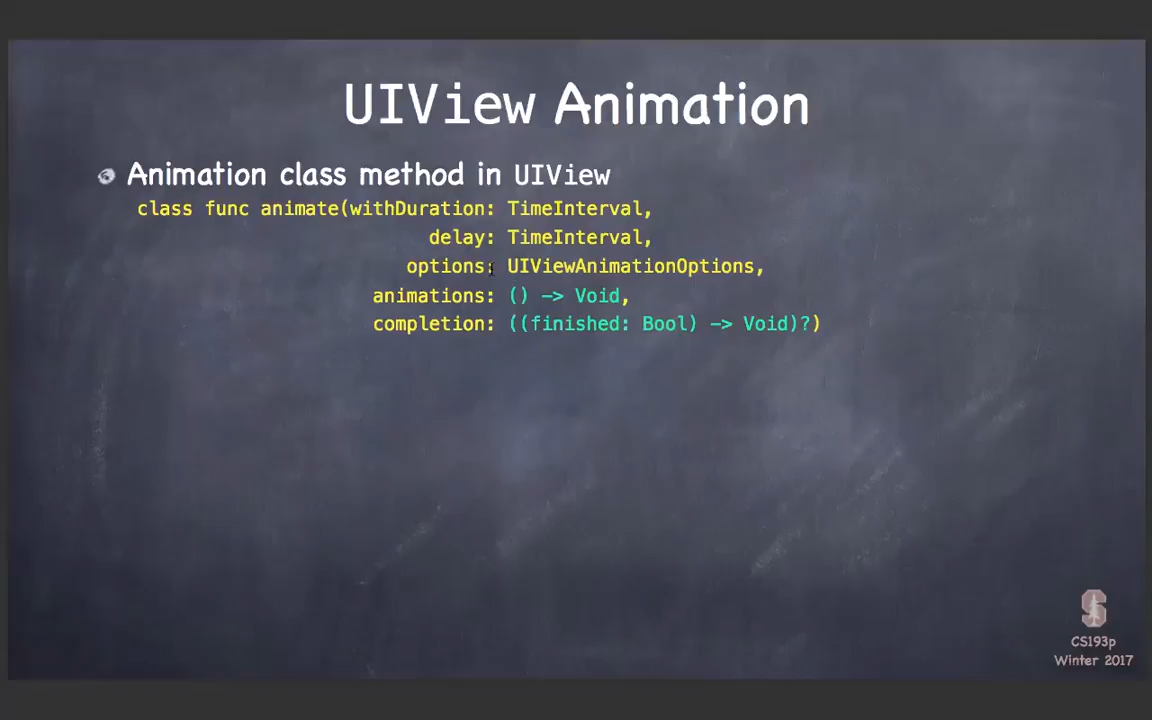 UIView Animation
Animation class method in UIView
class func animate(withDuration: TimeInterval,
delay: TimeInterval,
options: UIViewAnimationOptions,
animations: () -> Void,
completion: ((finished: Bool) -> Void)?)
S
CS193p
Winter 2017